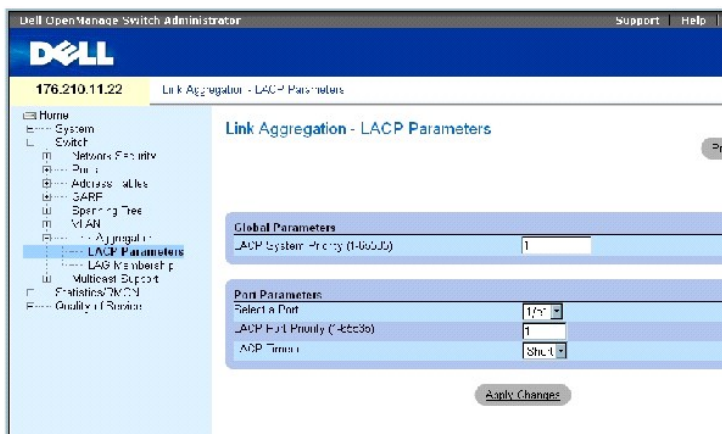 Dell OpenManage Switch Administrator
Support Help
DELL
176.210.11.22
Link Aggregation - LACP Parameters
Home
System
Switch
Network Security
Ports
Address Tables
GARP
Spanning Tree
VLAN
Link Aggregation
LACP Parameters
LAG Membership
Multicast Support
Statistics/RMON
Quality of Service
Link Aggregation - LACP Parameters
Global Parameters
LACP System Priority (1-65535)
1
Port Parameters
Select a Port
LACP Port Priority (1-65535)
1
LACP Timeout
Short
Apply Changes